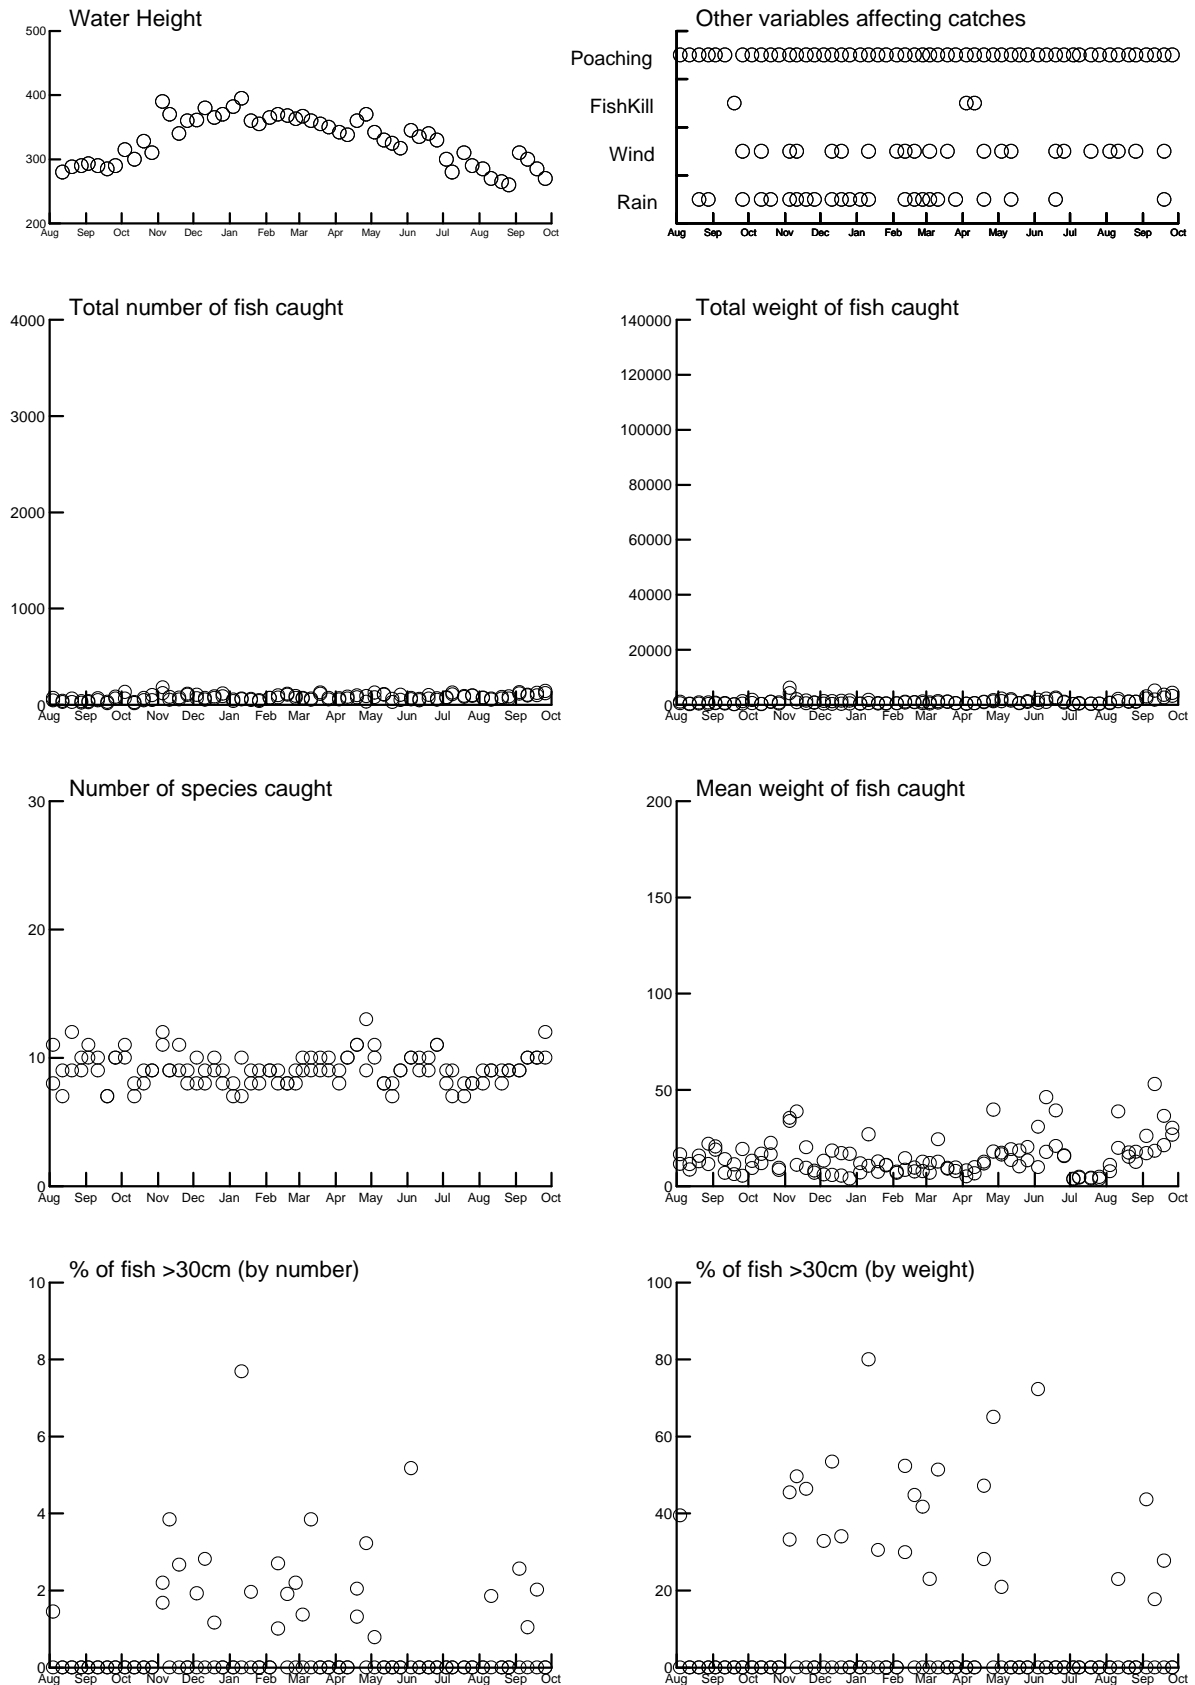 Water Height
500
400
300
200
Aug Sep Oct Nov Dec Jan Feb Mar Apr May Jun Jul Aug Sep Oct
Other variables affecting catches
Poaching
FishKill
Wind
Rain
Aug Sep Oct Nov Dec Jan Feb Mar Apr May Jun Jul Aug Sep Oct
Total number of fish caught
4000
3000
2000
1000
0
Aug Sep Oct Nov Dec Jan Feb Mar Apr May Jun Jul Aug Sep Oct
Total weight of fish caught
140000
120000
100000
80000
60000
40000
20000
0
Aug Sep Oct Nov Dec Jan Feb Mar Apr May Jun Jul Aug Sep Oct
Number of species caught
30
20
10
0
Aug Sep Oct Nov Dec Jan Feb Mar Apr May Jun Jul Aug Sep Oct
Mean weight of fish caught
200
150
100
50
0
Aug Sep Oct Nov Dec Jan Feb Mar Apr May Jun Jul Aug Sep Oct
% of fish >30cm (by number)
10
8
6
4
2
0
Aug Sep Oct Nov Dec Jan Feb Mar Apr May Jun Jul Aug Sep Oct
% of fish >30cm (by weight)
100
80
60
40
20
0
Aug Sep Oct Nov Dec Jan Feb Mar Apr May Jun Jul Aug Sep Oct